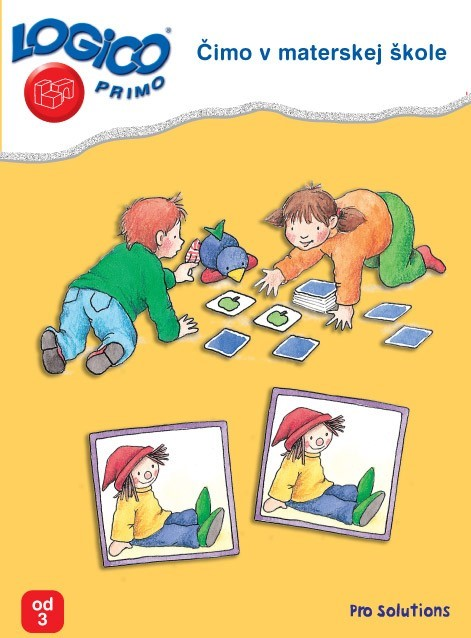 LOGICO®
PRIMO
Čimo v materskej škole
od
3
Pro Solutions